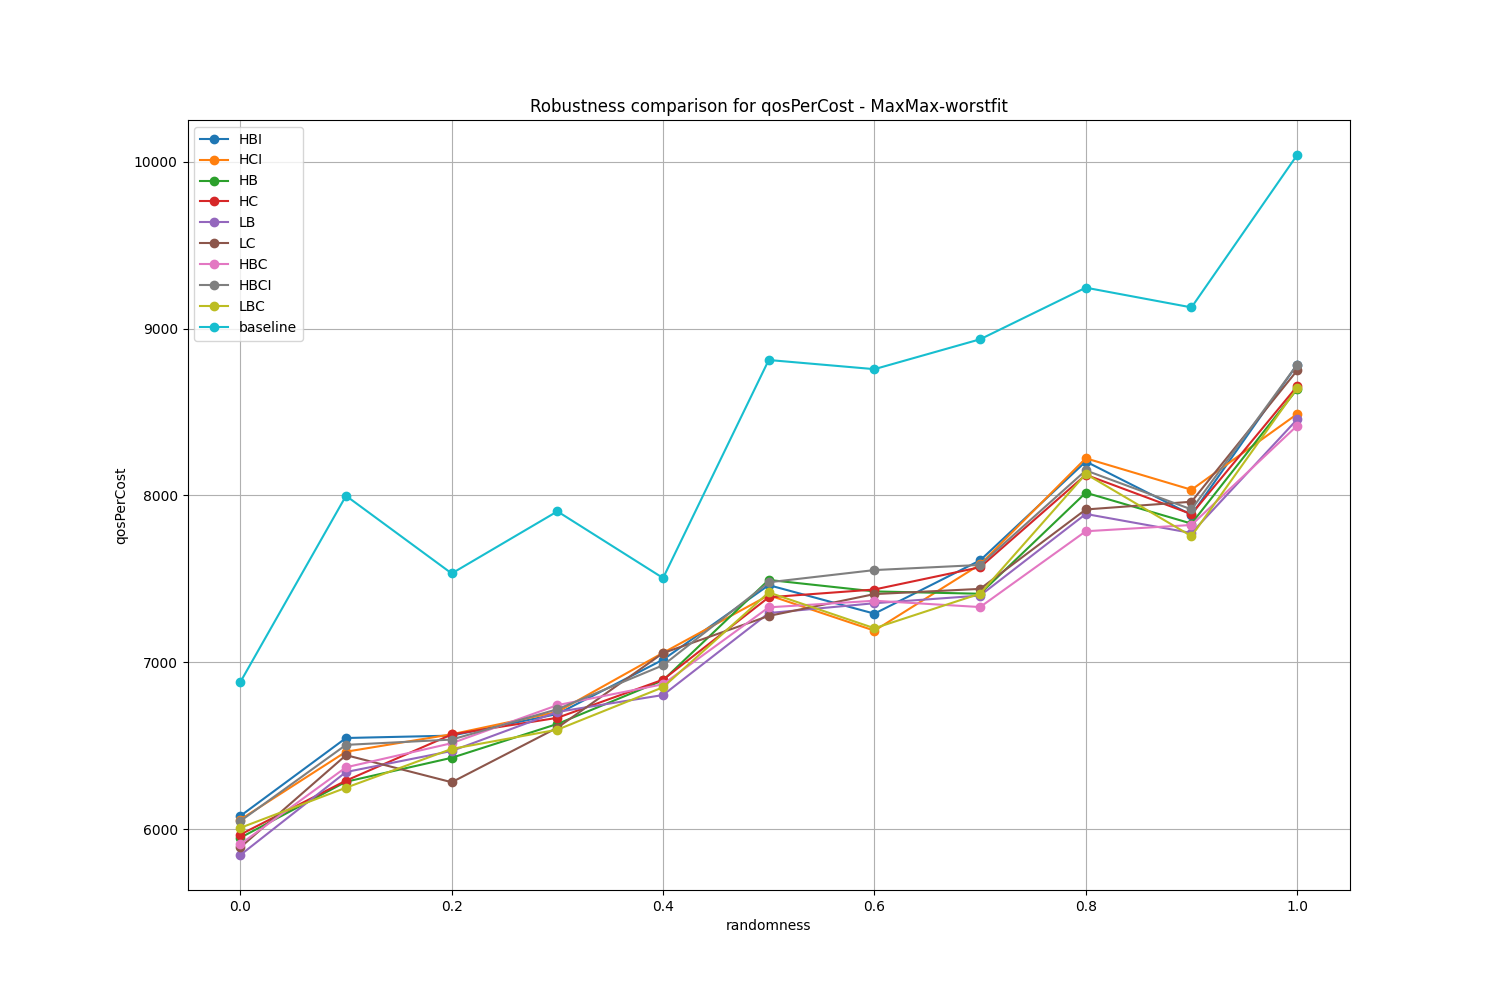 Robustness comparison for qosPerCost - MaxMax-worstfit
HBI
HCI
HB
HC
LB
LC
HBC
HBCI
LBC
baseline
10000
9000
8000
7000
6000
qosPerCost
0.0 0.2 0.4 0.6 0.8 1.0
randomness